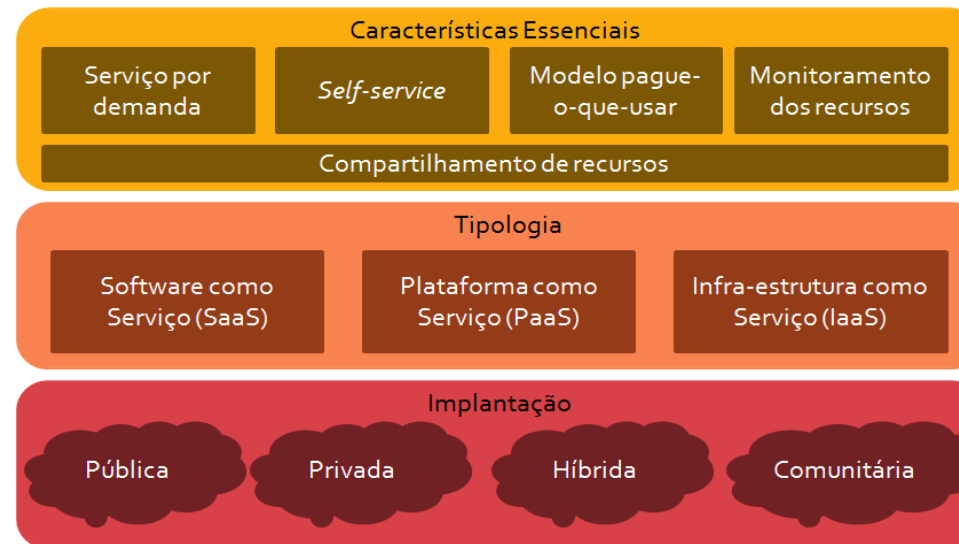 Características Essenciais
Serviço por
demanda
Self-service
Modelo pague-
o-que-usar
Monitoramento
dos recursos
Compartilhamento de recursos
Tipologia
Software como
Serviço (SaaS)
Plataforma como
Serviço (PaaS)
Infra-estrutura como
Serviço (IaaS)
Implantação
Pública
Privada
Híbrida
Comunitária